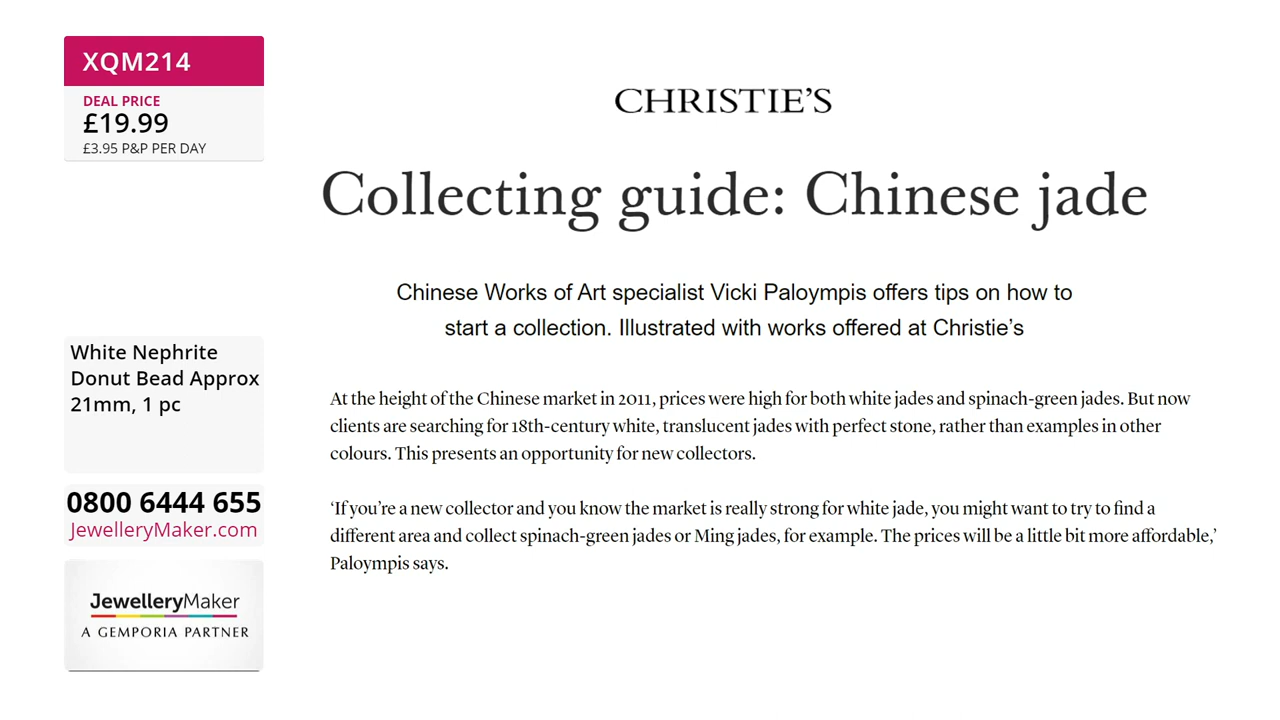 XQM214
DEAL PRICE
£19.99
£3.95 P&P PER DAY
White Nephrite
Donut Bead Approx
21mm, 1 pc
0800 6444 655
JewelleryMaker.com
JewelleryMaker
A GEMPORIA PARTNER
CHRISTIE'S
Collecting guide: Chinese jade
Chinese Works of Art specialist Vicki Paloympis offers tips on how to
start a collection. Illustrated with works offered at Christie’s
At the height of the Chinese market in 2011, prices were high for both white jades and spinach-green jades. But now
clients are searching for 18th-century white, translucent jades with perfect stone, rather than examples in other
colours. This presents an opportunity for new collectors.
‘If you’re a new collector and you know the market is really strong for white jade, you might want to try to find a
different area and collect spinach-green jades or Ming jades, for example. The prices will be a little bit more affordable,’
Paloympis says.